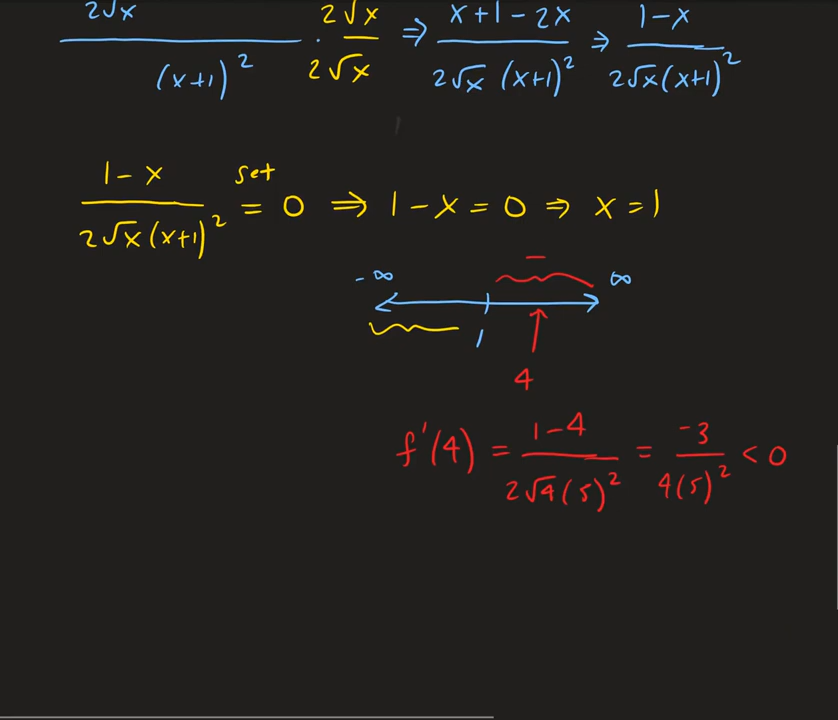 2√x / (x+1)² · 2√x / 2√x ⇒ x+1-2x / 2√x (x+1)² ⇒ 1-x / 2√x(x+1)²
1-x / 2√x(x+1)² set = 0 ⇒ 1-x = 0 ⇒ x = 1
-
-∞ ∞
1
4
f'(4) = 1-4 / 2√4(5)² = -3 / 4(5)² < 0